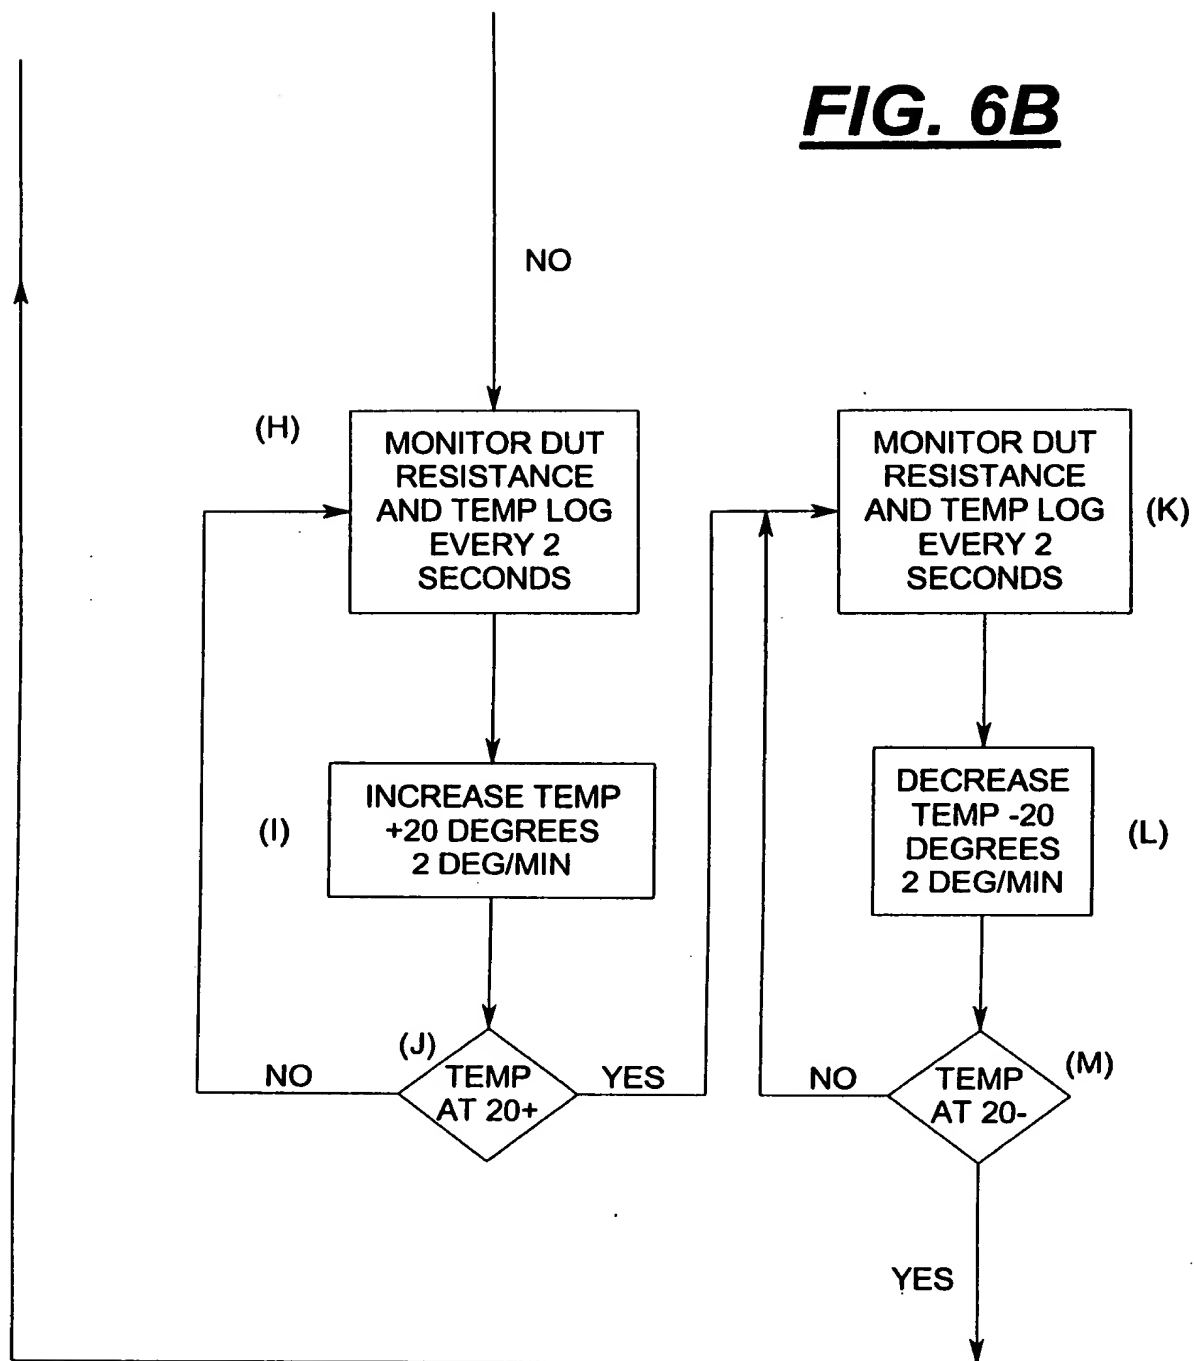 FIG. 6B
NO
(H)
MONITOR DUT
RESISTANCE
AND TEMP LOG
EVERY 2
SECONDS
MONITOR DUT
RESISTANCE
AND TEMP LOG
EVERY 2
SECONDS
(K)
(I)
INCREASE TEMP
+20 DEGREES
2 DEG/MIN
DECREASE
TEMP -20
DEGREES
2 DEG/MIN
(L)
(J)
NO
TEMP
AT 20+
YES
NO
TEMP
AT 20-
(M)
YES